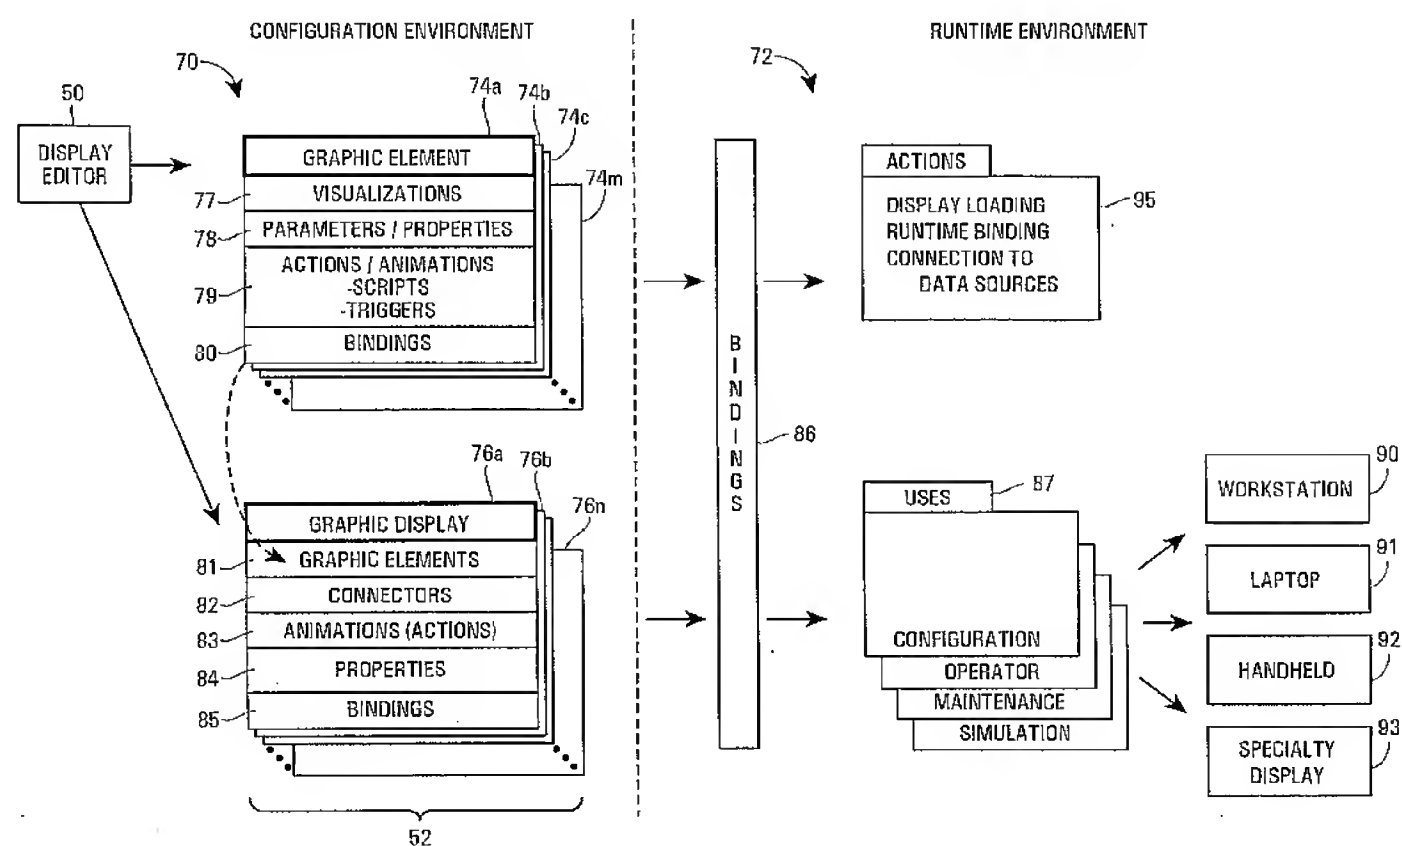 CONFIGURATION ENVIRONMENT
RUNTIME ENVIRONMENT
70
72
50
DISPLAY
EDITOR
74a
74b
74c
74m
GRAPHIC ELEMENT
VISUALIZATIONS
77
PARAMETERS / PROPERTIES
78
ACTIONS / ANIMATIONS
-SCRIPTS
-TRIGGERS
79
BINDINGS
80
76a
76b
76n
GRAPHIC DISPLAY
GRAPHIC ELEMENTS
81
CONNECTORS
82
ANIMATIONS (ACTIONS)
83
PROPERTIES
84
BINDINGS
85
52
BINDINGS
86
ACTIONS
DISPLAY LOADING
RUNTIME BINDING
CONNECTION TO
DATA SOURCES
95
USES
87
CONFIGURATION
OPERATOR
MAINTENANCE
SIMULATION
90
WORKSTATION
91
LAPTOP
92
HANDHELD
93
SPECIALTY
DISPLAY